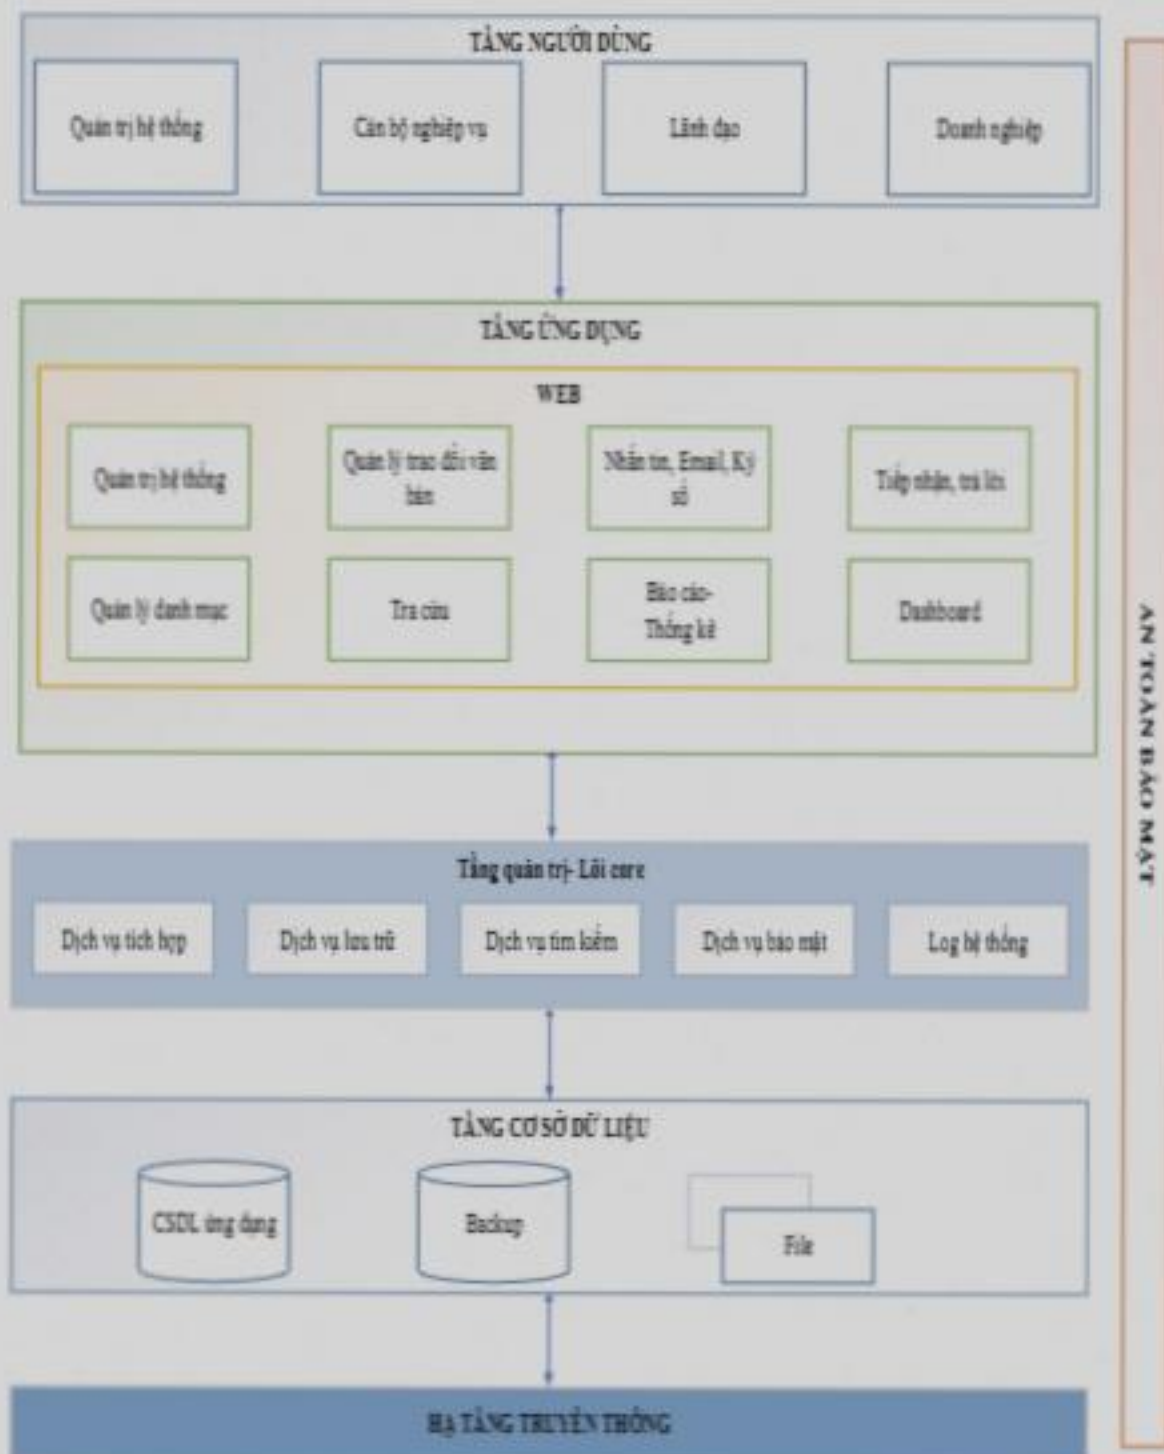 TẦNG NGƯỜI DÙNG
Quản trị hệ thống
Cán bộ nghiệp vụ
Lãnh đạo
Doanh nghiệp
TẦNG ỨNG DỤNG
WEB
Quản trị hệ thống
Quản lý trao đổi văn
bản
Nhắn tin, Email, Ký
số
Tiếp nhận, trả lời
Quản lý danh mục
Tra cứu
Báo cáo-
Thống kê
Dashboard
Tầng quản trị- Lõi core
Dịch vụ tích hợp
Dịch vụ lưu trữ
Dịch vụ tìm kiếm
Dịch vụ bảo mật
Log hệ thống
TẦNG CƠ SỞ DỮ LIỆU
CSDL ứng dụng
Backup
File
HẠ TẦNG TRUYỀN THÔNG
AN TOÀN BẢO MẬT